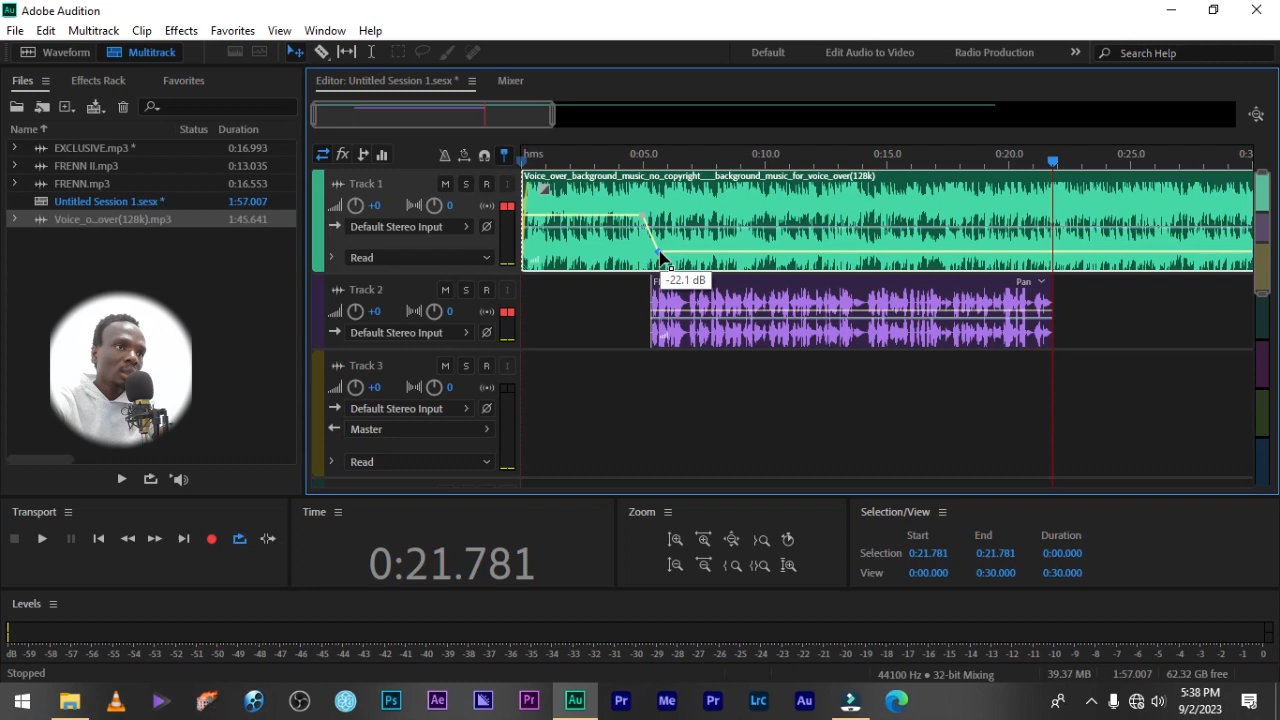 Au Adobe Audition
File Edit Multitrack Clip Effects Favorites View Window Help
Waveform Multitrack Default Edit Audio to Video Radio Production Search Help
Files Effects Rack Favorites
Editor: Untitled Session 1.sesx * Mixer
Name Status Duration
EXCLUSIVE.mp3 * 0:16.993
FRENN II.mp3 0:13.035
FRENN.mp3 0:16.553
Untitled Session 1.sesx * 1:57.007
Voice_o...over(128k).mp3 1:45.641
hms 0:05.0 0:10.0 0:15.0 0:20.0 0:25.0 0:3
Voice_over_background_music_no_copyright___background_music_for_voice_over(128k)
Track 1 M S R I
+0 0
Default Stereo Input
Read
-22.1 dB
Track 2 M S R I
F Pan
+0 0
Default Stereo Input
Track 3 M S R I
+0 0
Default Stereo Input
Master
Read
Transport Time Zoom Selection/View
0:21.781
Start End Duration
Selection 0:21.781 0:21.781 0:00.000
View 0:00.000 0:30.000 0:30.000
Levels
dB -59 -58 -57 -56 -55 -54 -53 -52 -51 -50 -49 -48 -47 -46 -45 -44 -43 -42 -41 -40 -39 -38 -37 -36 -35 -34 -33 -32 -31 -30 -29 -28 -27 -26 -25 -24 -23 -22 -21 -20 -19 -18 -17 -16 -15 -14 -13 -12 -11 -10 -9 -8 -7 -6 -5 -4 -3 -2 -1 0
Stopped 44100 Hz ● 32-bit Mixing 39.37 MB 1:57.007 62.32 GB free
Ps Ae Pr Au Pr Me Pr Lrc Au
5:38 PM
9/2/2023